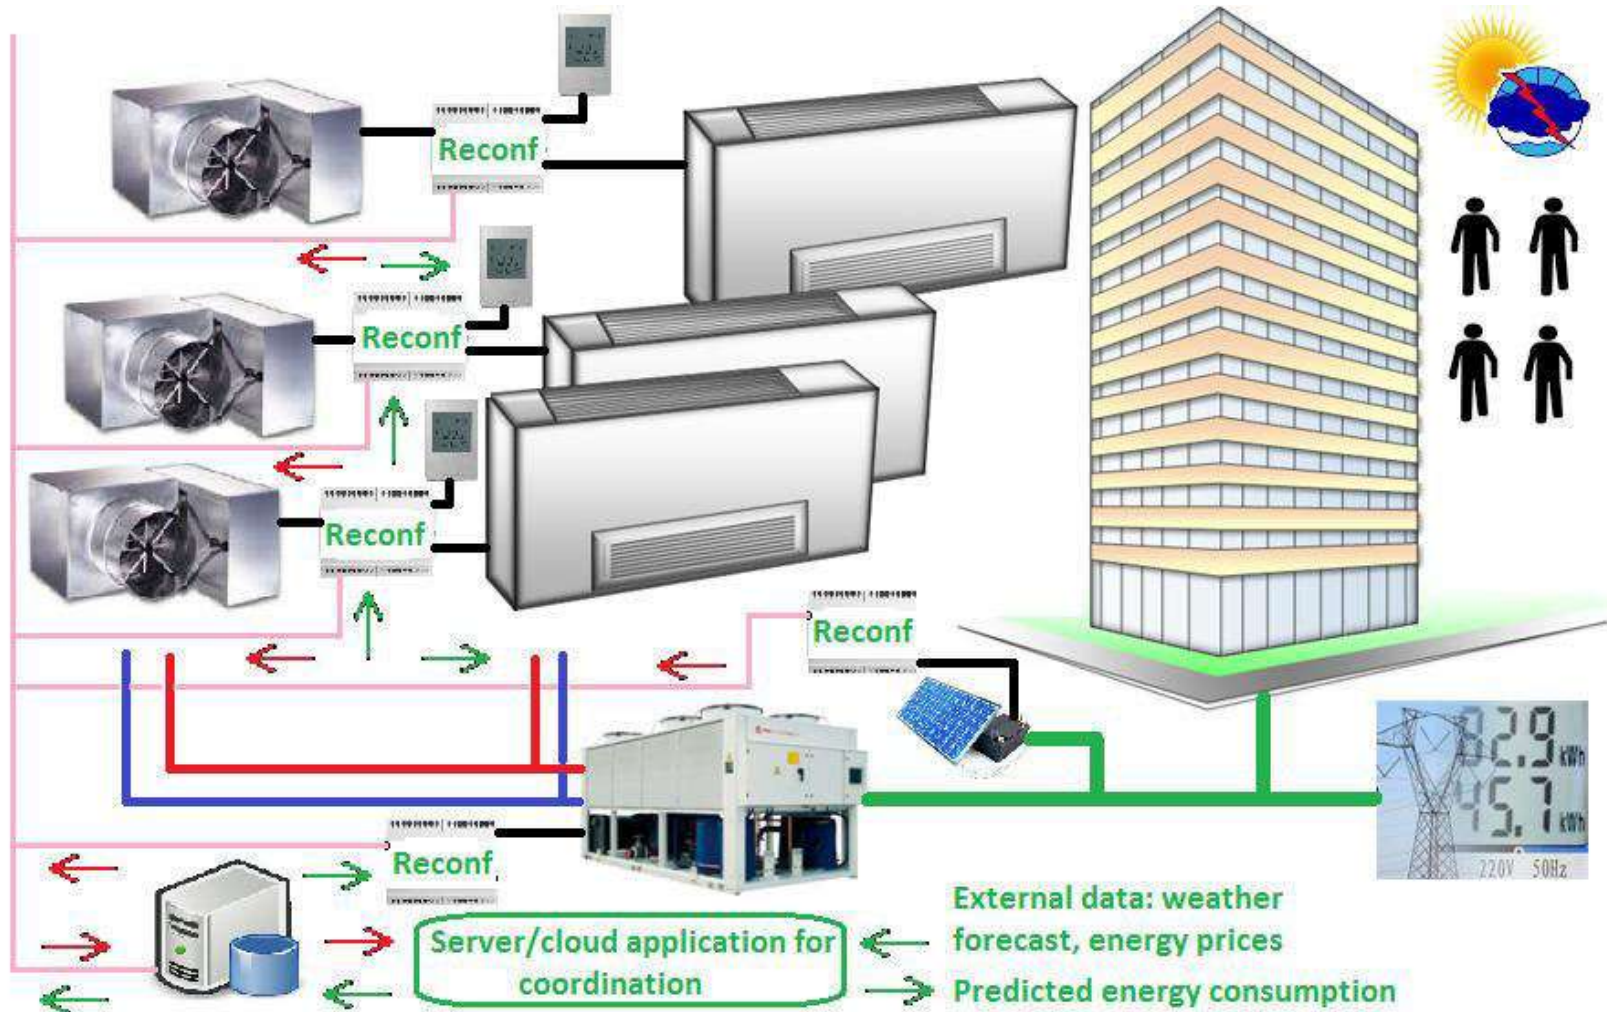 Reconf
Reconf
Reconf
Reconf
82.9 kWh
45.7 kWh
220V 50Hz
Reconf
External data: weather
forecast, energy prices
Server/cloud application for
coordination
Predicted energy consumption